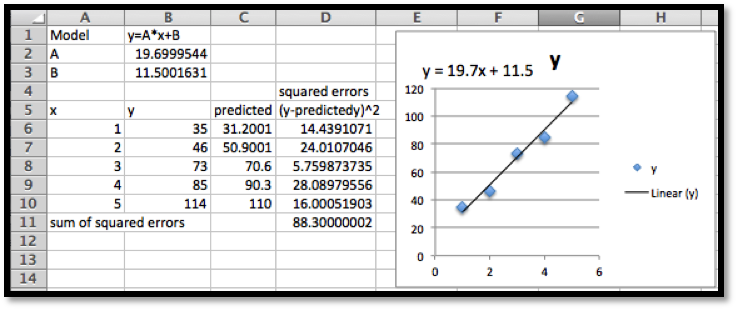 A B C D E F G H
1 Model y=A*x+B
2 A 19.6999544
3 B 11.5001631
4 squared errors
5 x y predicted (y-predictedy)^2
6 1 35 31.2001 14.4391071
7 2 46 50.9001 24.0107046
8 3 73 70.6 5.759873735
9 4 85 90.3 28.08979556
10 5 114 110 16.00051903
11 sum of squared errors 88.30000002
12
13
14
y
y = 19.7x + 11.5
120
100
80
60
40
20
0
0 2 4 6
y
Linear (y)